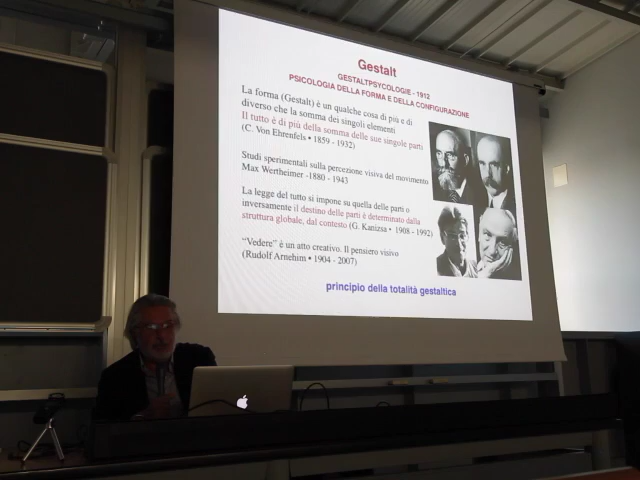 Gestalt
GESTALTPSYCOLOGIE - 1912
PSICOLOGIA DELLA FORMA E DELLA CONFIGURAZIONE
La forma (Gestalt) è un qualche cosa di più e di
diverso che la somma dei singoli elementi
Il tutto è di più della somma delle sue singole parti
(C. Von Ehrenfels • 1859 - 1932)
Studi sperimentali sulla percezione visiva del movimento
Max Wertheimer -1880 - 1943
La legge del tutto si impone su quella delle parti o
inversamente il destino delle parti è determinato dalla
struttura globale, dal contesto (G. Kanizsa • 1908 - 1992)
“Vedere” è un atto creativo. Il pensiero visivo
(Rudolf Arnehim • 1904 - 2007)
principio della totalità gestaltica